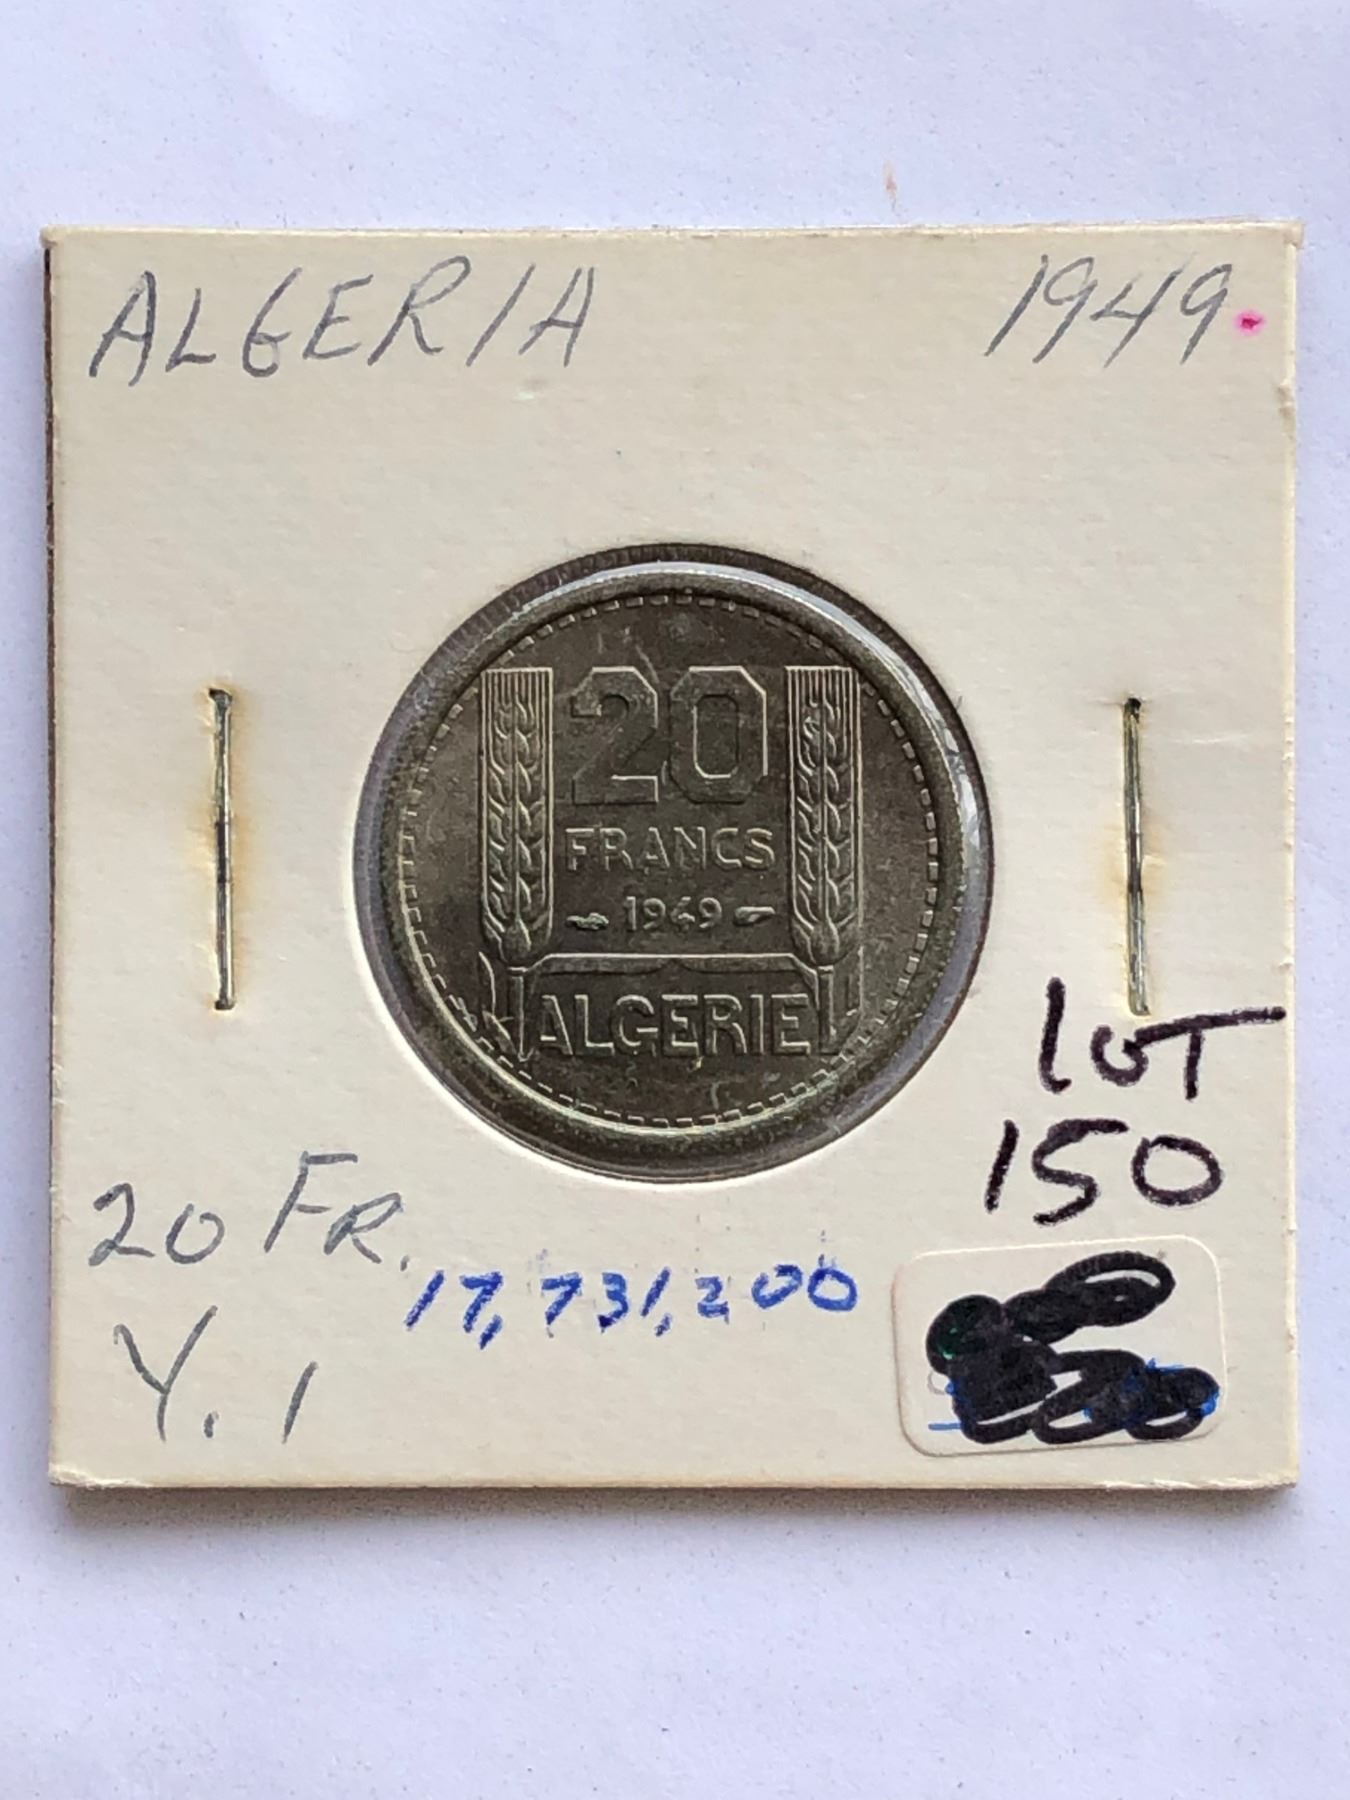 ALGERIA 1949.
20
FRANCS
1949
ALGERIE
LOT
150
20 FR.
17,731,200
Y. 1